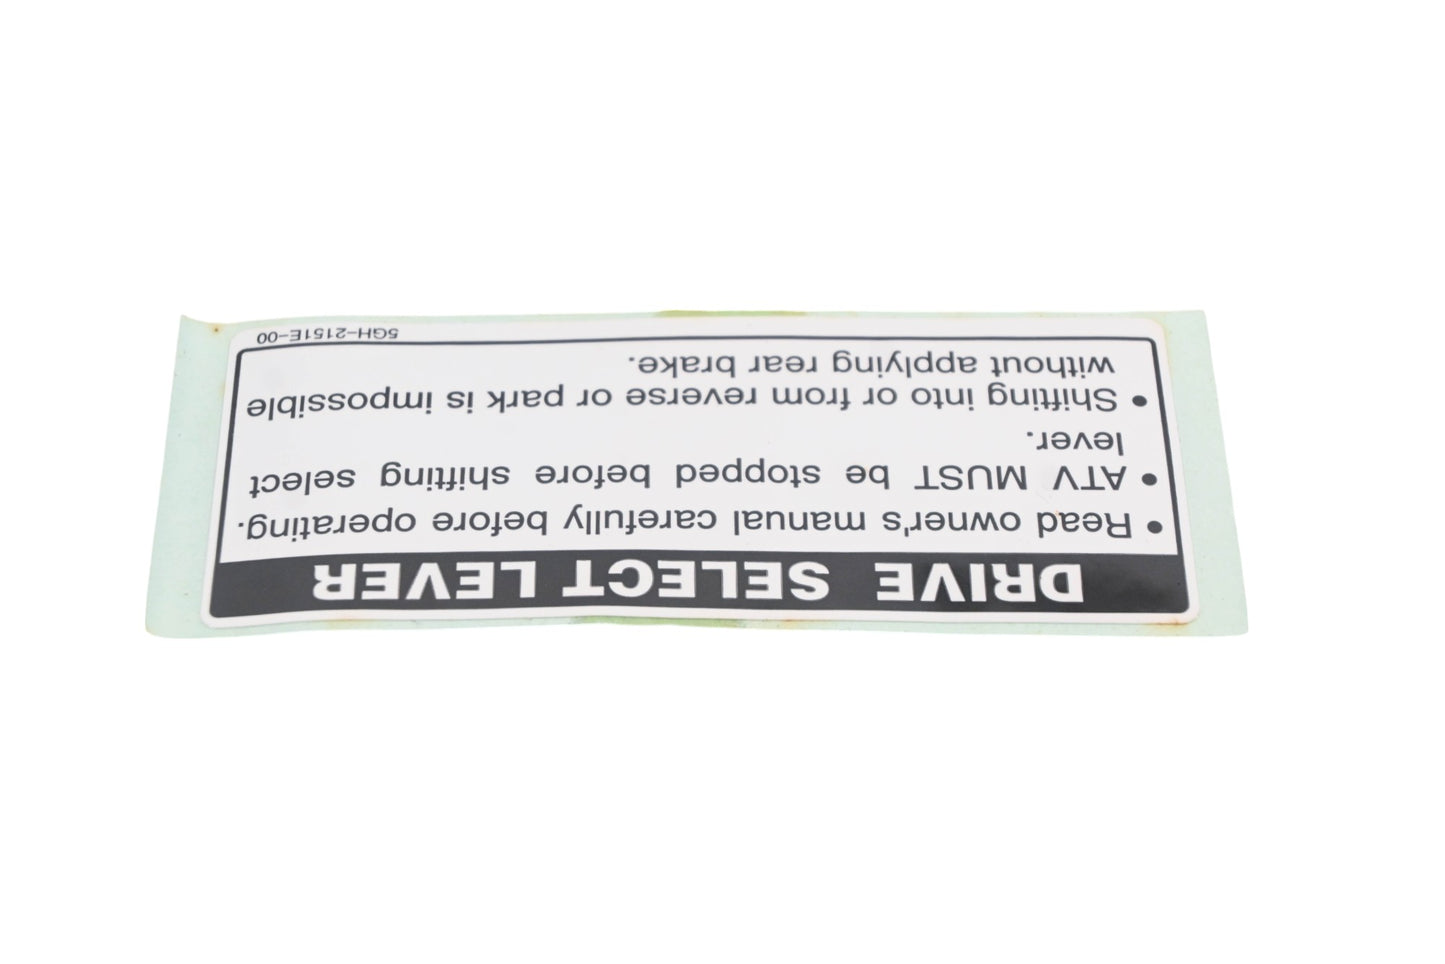 DRIVE SELECT LEVER
• Read owner's manual carefully before operating.
• ATV MUST be stopped before shifting select
lever.
• Shifting into or from reverse or park is impossible
without applying rear brake.
5GH-2151E-00